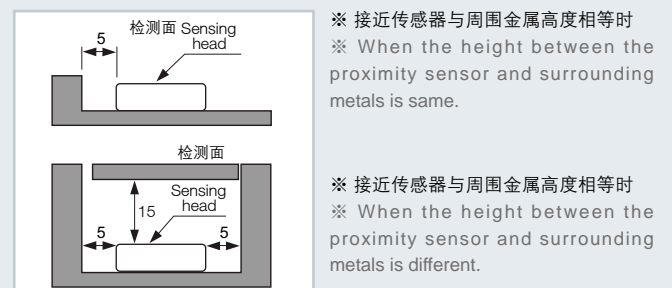 检测面 Sensing
head
5
※ 接近传感器与周围金属高度相等时
※ When the height between the
proximity sensor and surrounding
metals is same.
检测面
Sensing
head
15
5
5
※ 接近传感器与周围金属高度相等时
※ When the height between the
proximity sensor and surrounding
metals is different.